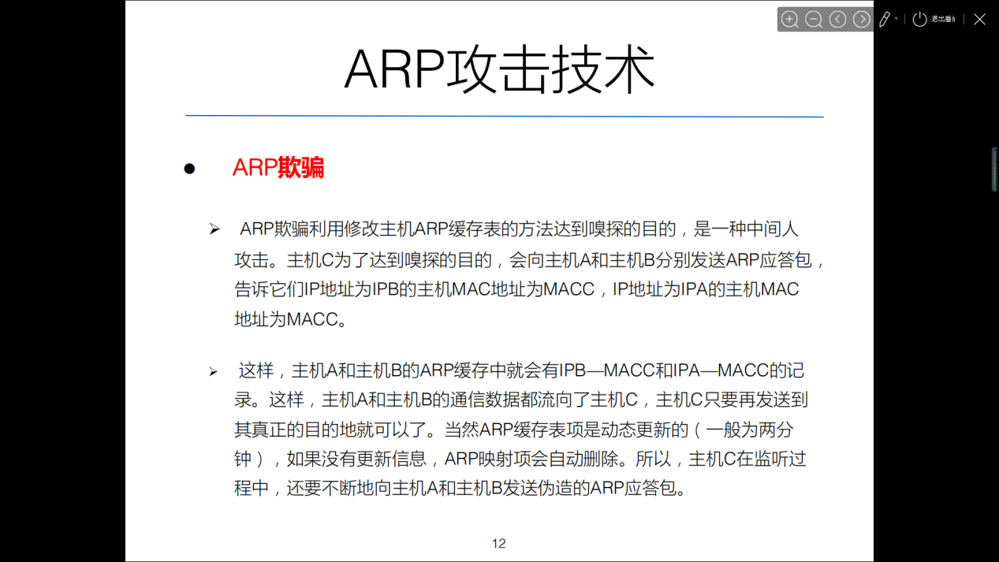 退出播放
ARP攻击技术
● ARP欺骗
➢ ARP欺骗利用修改主机ARP缓存表的方法达到嗅探的目的，是一种中间人
攻击。主机C为了达到嗅探的目的，会向主机A和主机B分别发送ARP应答包，
告诉它们IP地址为IPB的主机MAC地址为MACC，IP地址为IPA的主机MAC
地址为MACC。
➢ 这样，主机A和主机B的ARP缓存中就会有IPB—MACC和IPA—MACC的记
录。这样，主机A和主机B的通信数据都流向了主机C，主机C只要再发送到
其真正的目的地就可以了。当然ARP缓存表项是动态更新的（一般为两分
钟），如果没有更新信息，ARP映射项会自动删除。所以，主机C在监听过
程中，还要不断地向主机A和主机B发送伪造的ARP应答包。
12